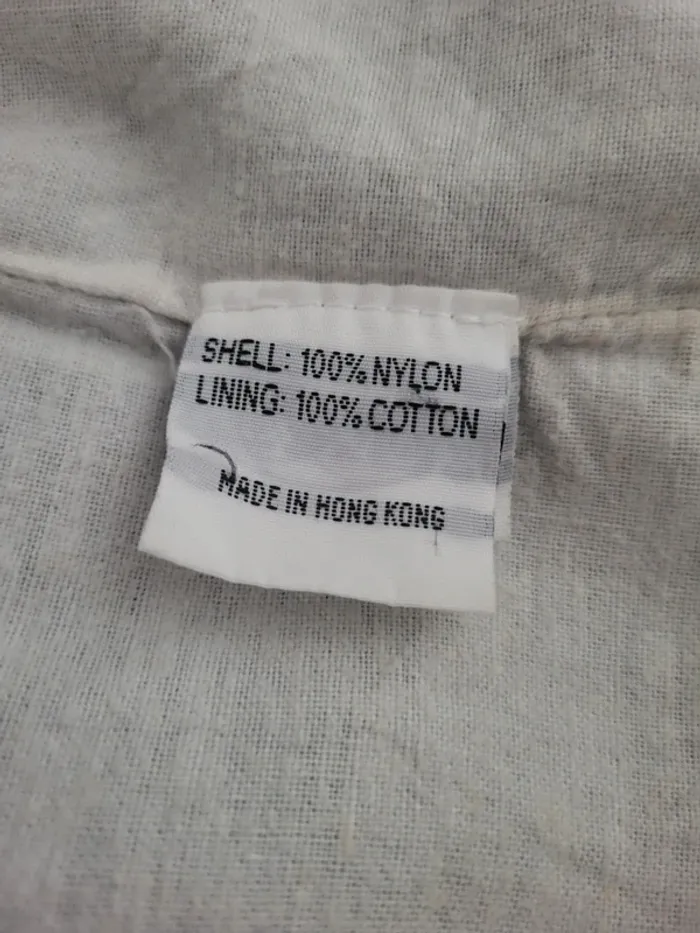 SHELL: 100% NYLON
LINING: 100% COTTON
MADE IN HONG KONG